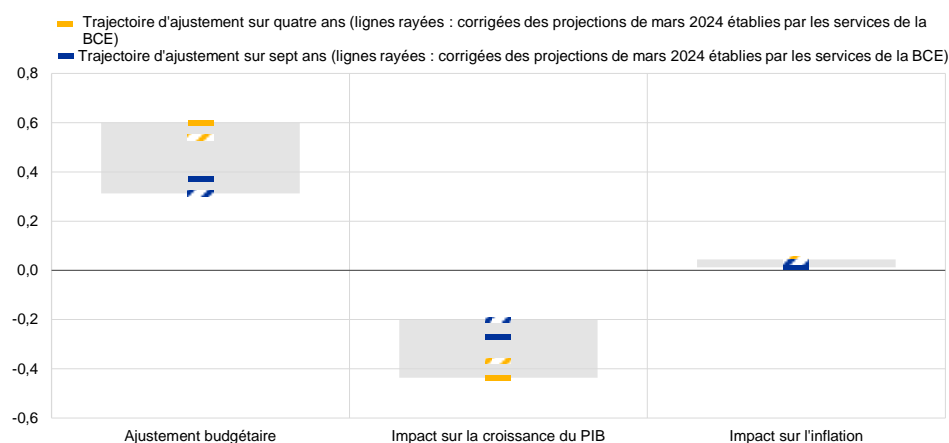 Trajectoire d'ajustement sur quatre ans (lignes rayées : corrigées des projections de mars 2024 établies par les services de la
BCE)
Trajectoire d'ajustement sur sept ans (lignes rayées : corrigées des projections de mars 2024 établies par les services de la BCE)
0,8
0,6
0,4
0,2
0,0
-0,2
-0,4
-0,6
Ajustement budgétaire
Impact sur la croissance du PIB
Impact sur l'inflation